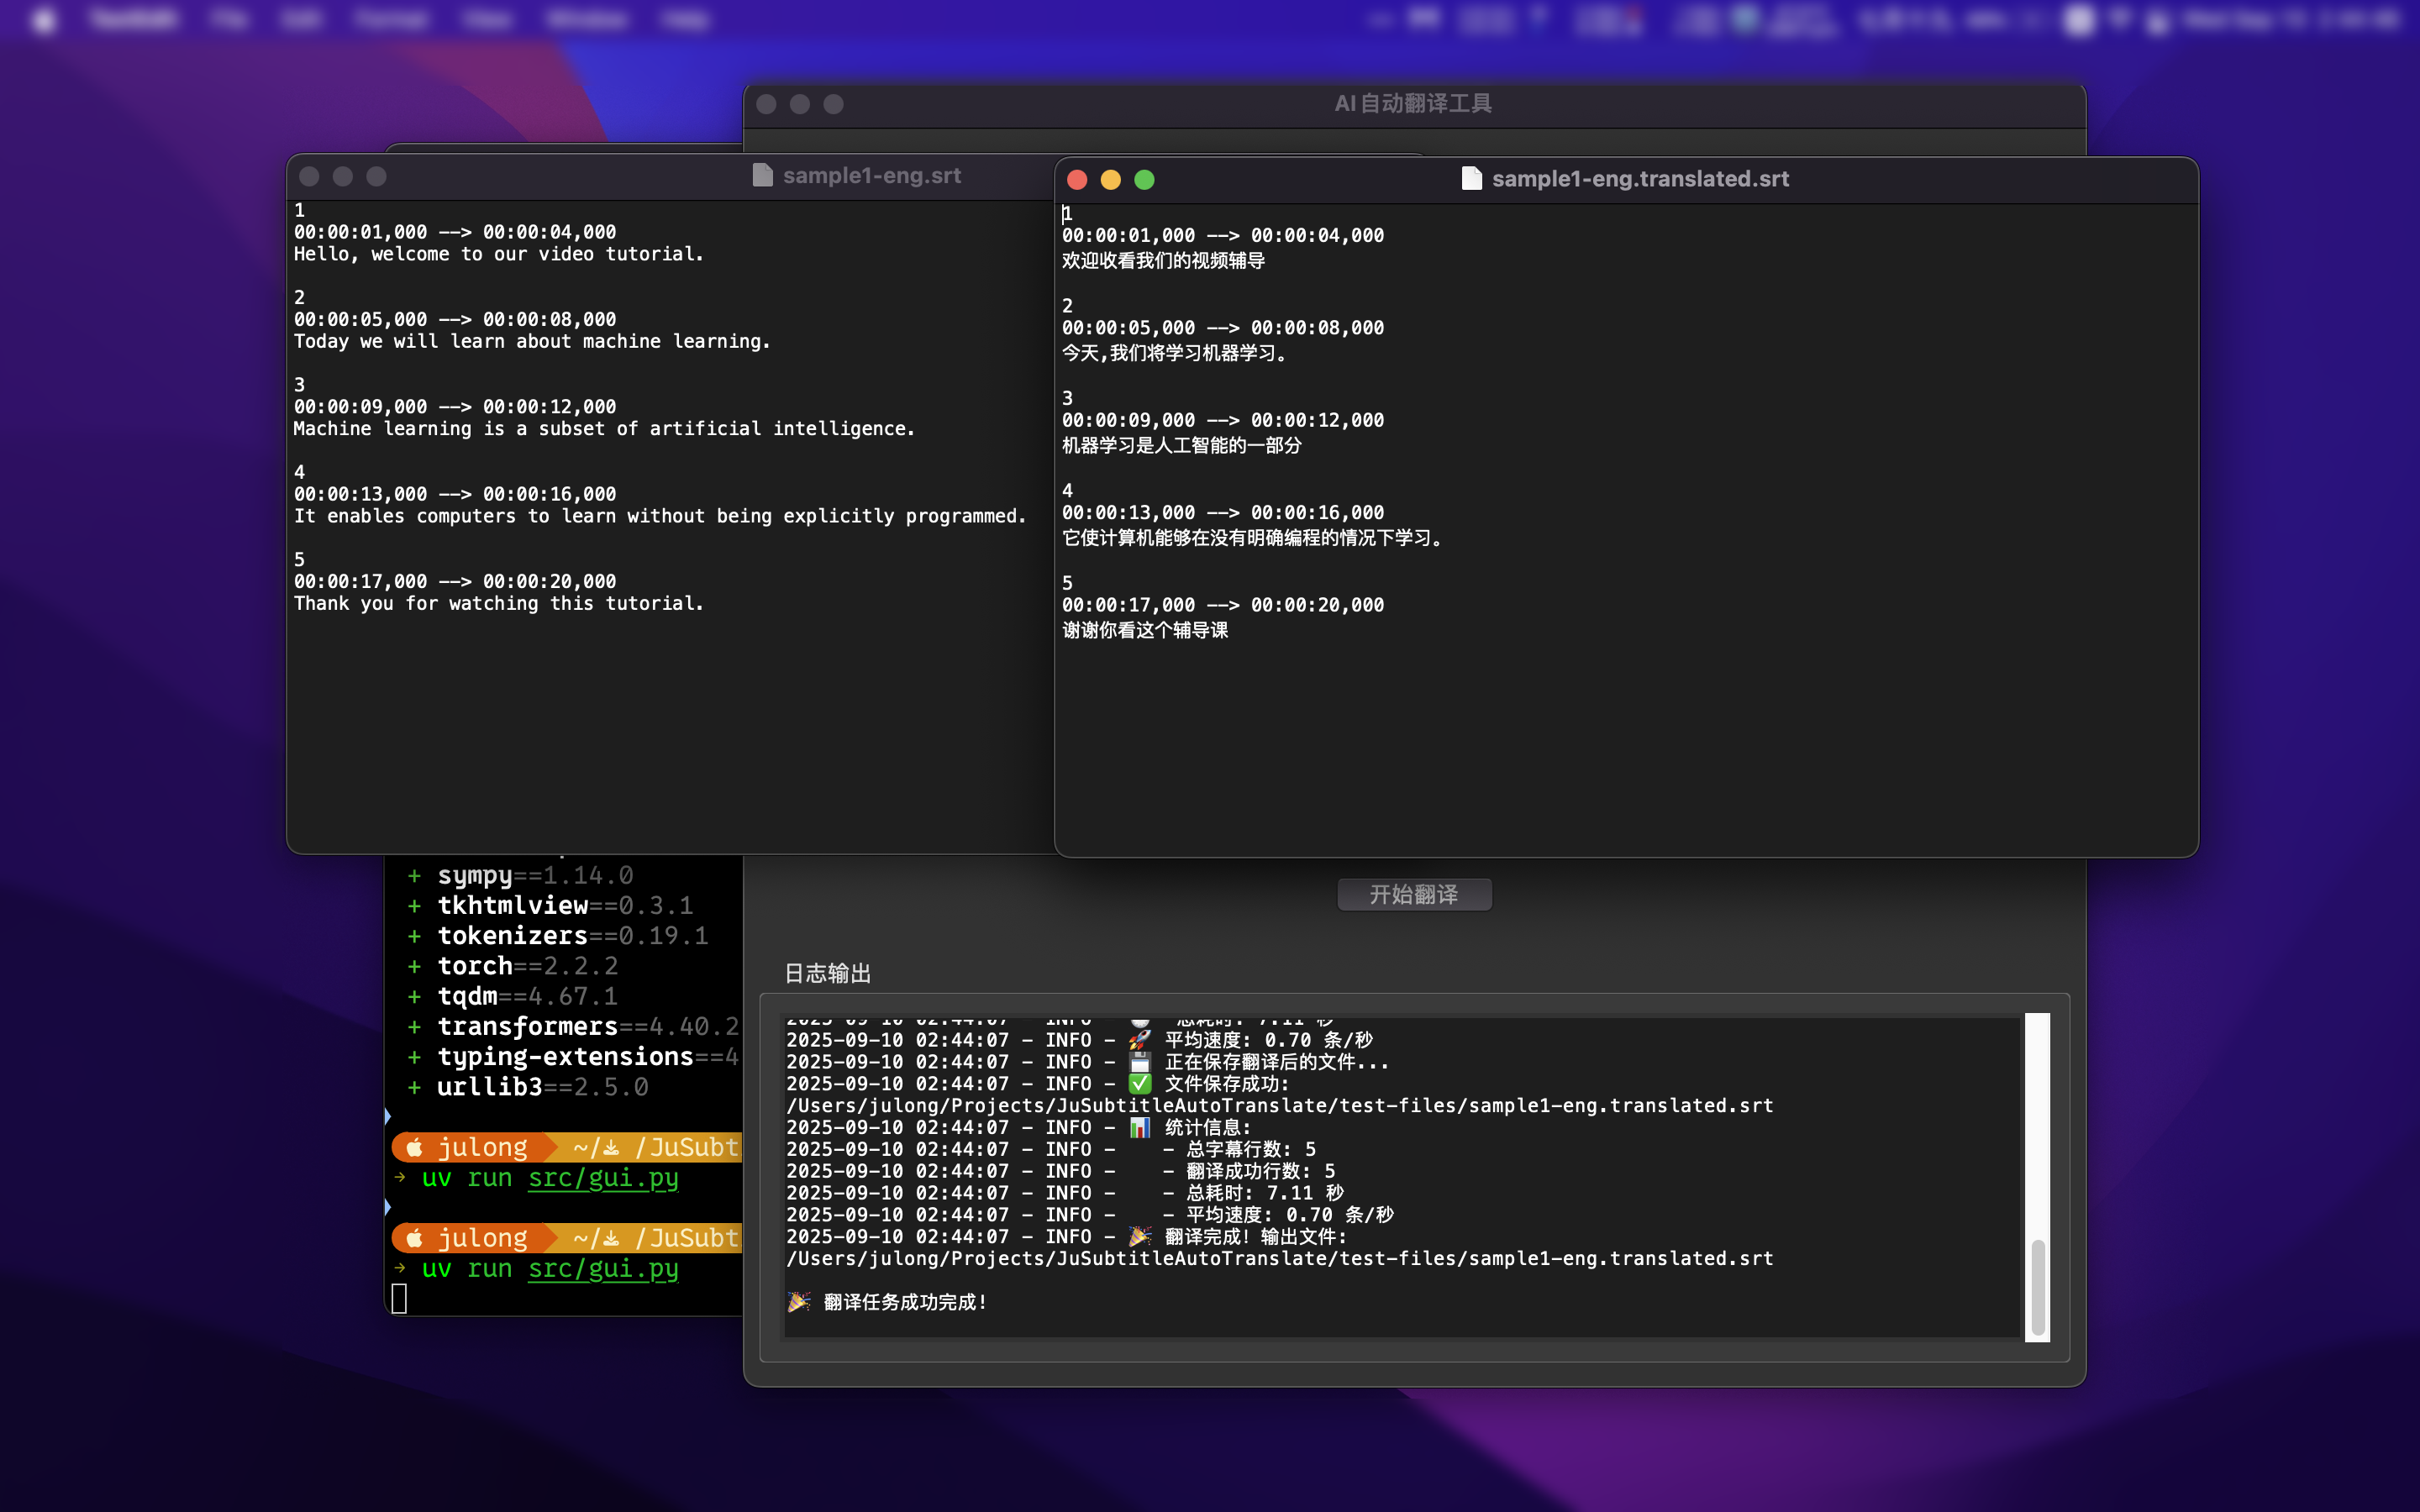 AI自动翻译工具
sample1-eng.srt
1
00:00:01,000 --> 00:00:04,000
Hello, welcome to our video tutorial.
2
00:00:05,000 --> 00:00:08,000
Today we will learn about machine learning.
3
00:00:09,000 --> 00:00:12,000
Machine learning is a subset of artificial intelligence.
4
00:00:13,000 --> 00:00:16,000
It enables computers to learn without being explicitly programmed.
5
00:00:17,000 --> 00:00:20,000
Thank you for watching this tutorial.
sample1-eng.translated.srt
1
00:00:01,000 --> 00:00:04,000
欢迎收看我们的视频辅导
2
00:00:05,000 --> 00:00:08,000
今天,我们将学习机器学习。
3
00:00:09,000 --> 00:00:12,000
机器学习是人工智能的一部分
4
00:00:13,000 --> 00:00:16,000
它使计算机能够在没有明确编程的情况下学习。
5
00:00:17,000 --> 00:00:20,000
谢谢你看这个辅导课
+ sympy==1.14.0
+ tkhtmlview==0.3.1
+ tokenizers==0.19.1
+ torch==2.2.2
+ tqdm==4.67.1
+ transformers==4.40.2
+ typing-extensions==4
+ urllib3==2.5.0
julong ~/ /JuSubt
→ uv run src/gui.py
julong ~/ /JuSubt
→ uv run src/gui.py
开始翻译
日志输出
2025-09-10 02:44:07 - INFO - 总耗时: 7.11 秒
2025-09-10 02:44:07 - INFO - 🚀 平均速度: 0.70 条/秒
2025-09-10 02:44:07 - INFO - 💾 正在保存翻译后的文件...
2025-09-10 02:44:07 - INFO - ✅ 文件保存成功:
/Users/julong/Projects/JuSubtitleAutoTranslate/test-files/sample1-eng.translated.srt
2025-09-10 02:44:07 - INFO - 📊 统计信息:
2025-09-10 02:44:07 - INFO - - 总字幕行数: 5
2025-09-10 02:44:07 - INFO - - 翻译成功行数: 5
2025-09-10 02:44:07 - INFO - - 总耗时: 7.11 秒
2025-09-10 02:44:07 - INFO - - 平均速度: 0.70 条/秒
2025-09-10 02:44:07 - INFO - 🎉 翻译完成! 输出文件:
/Users/julong/Projects/JuSubtitleAutoTranslate/test-files/sample1-eng.translated.srt
🎉 翻译任务成功完成!